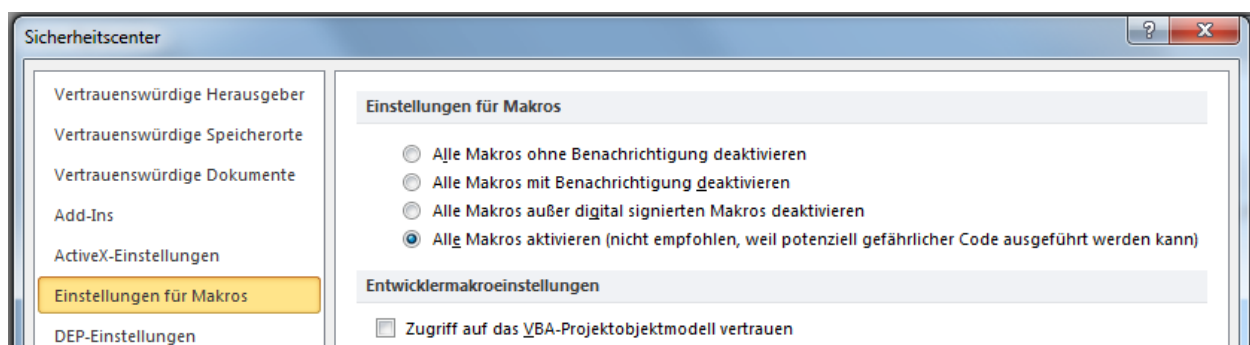 Sicherheitscenter
Vertrauenswürdige Herausgeber
Vertrauenswürdige Speicherorte
Vertrauenswürdige Dokumente
Add-Ins
ActiveX-Einstellungen
Einstellungen für Makros
DEP-Einstellungen
Einstellungen für Makros
Alle Makros ohne Benachrichtigung deaktivieren
Alle Makros mit Benachrichtigung deaktivieren
Alle Makros außer digital signierten Makros deaktivieren
Alle Makros aktivieren (nicht empfohlen, weil potenziell gefährlicher Code ausgeführt werden kann)
Entwicklermakroeinstellungen
Zugriff auf das VBA-Projektobjektmodell vertrauen